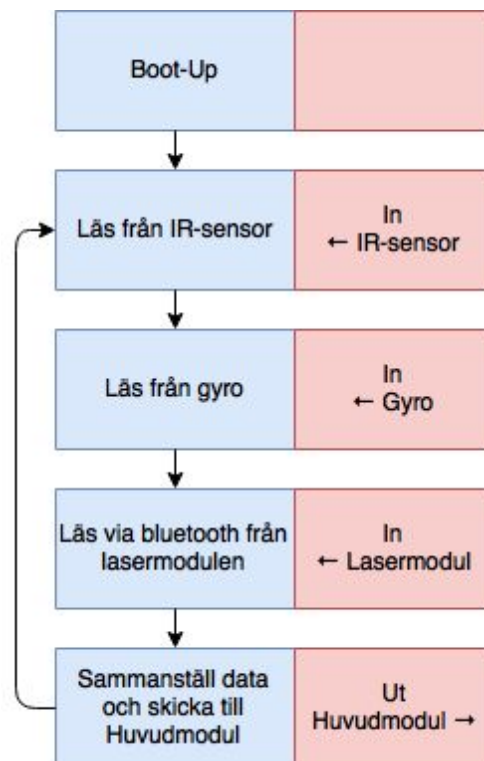 Boot-Up
Läs från IR-sensor
In
← IR-sensor
Läs från gyro
In
← Gyro
Läs via bluetooth från
lasermodulen
In
← Lasermodul
Sammanställ data
och skicka till
Huvudmodul
Ut
Huvudmodul →